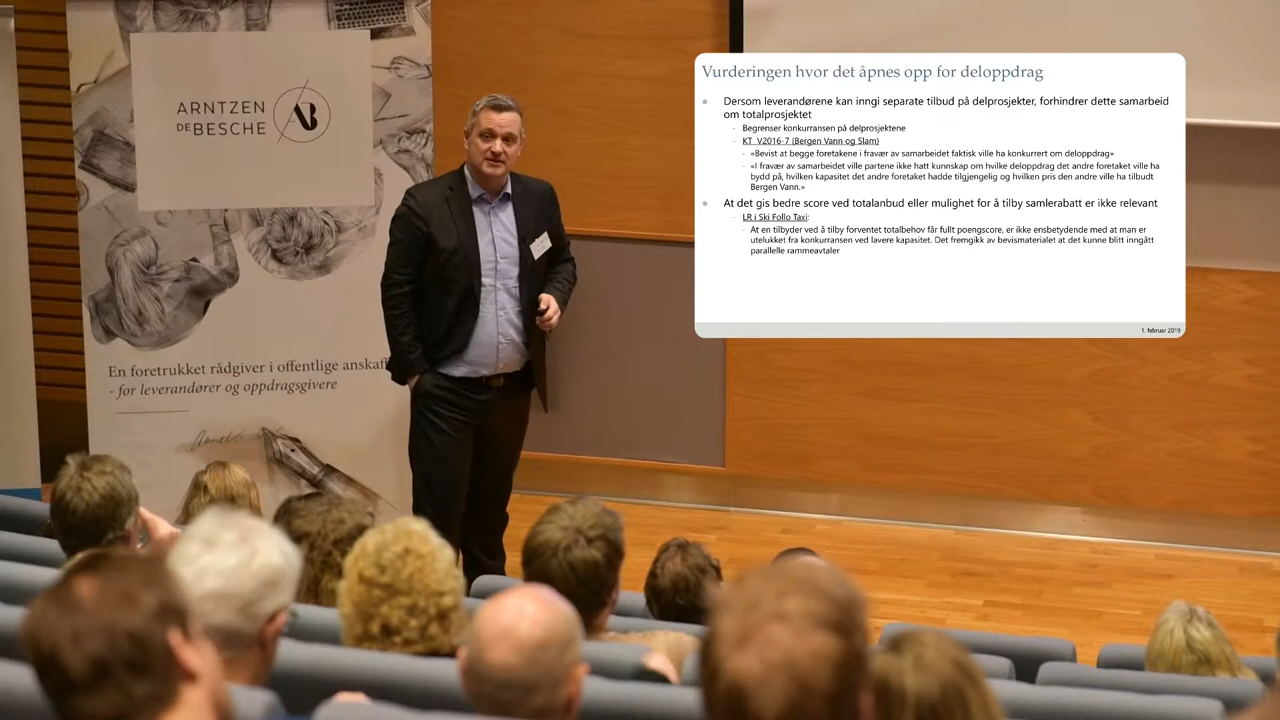 ARNTZEN
DEBESCHE
En foretrukket rådgiver i offentlige
- for leverandører og oppdragsgivere
Vurderingen hvor det åpnes opp for deloppdrag
Dersom leverandørene kan inngi separate tilbud på delprosjekter, forhindrer dette samarbeid
om totalprosjektet
- Begrenser konkurransen på delprosjektene
- KT V2016-7 (Bergen Vann og Slam)
- «Bevist at begge foretakene i fravær av samarbeidet faktisk ville ha konkurrert om deloppdrag»
- «I fravær av samarbeidet ville partene ikke hatt kunnskap om hvilke deloppdrag det andre foretaket ville ha
bydd på, hvilken kapasitet det andre foretaket hadde tilgjengelig og hvilken pris den andre ville ha tilbudt
Bergen Vann.»
At det gis bedre score ved totalanbud eller mulighet for å tilby samlerabatt er ikke relevant
- LR i Ski Follo Taxi:
- At en tilbyder ved å tilby forventet totalbehov får fullt poengscore, er ikke ensbetydende med at man er
utelukket fra konkurransen ved lavere kapasitet. Det fremgikk av bevismaterialet at det kunne blitt inngått
parallelle rammeavtaler
1. februar 2019